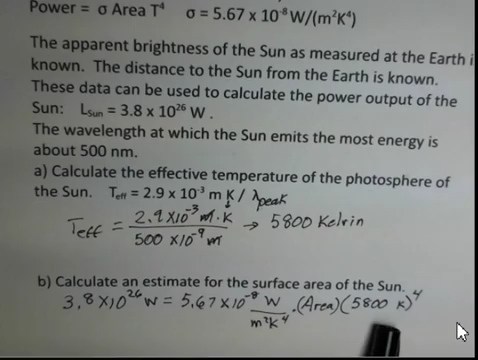 Power = σ Area T⁴ σ = 5.67 x 10⁻⁸ W/(m²K⁴)
The apparent brightness of the Sun as measured at the Earth i
known. The distance to the Sun from the Earth is known.
These data can be used to calculate the power output of the
Sun: L_Sun = 3.8 x 10²⁶ W .
The wavelength at which the Sun emits the most energy is
about 500 nm.
a) Calculate the effective temperature of the photosphere of
the Sun. T_eff = 2.9 x 10⁻³ m K / λ_peak
T_eff = 2.9 X10⁻³ m·K / 500 X10⁻⁹ m → 5800 Kelvin
b) Calculate an estimate for the surface area of the Sun.
3.8 X10²⁶ W = 5.67 X10⁻⁸ W / m²K⁴ · (Area)(5800 K)⁴